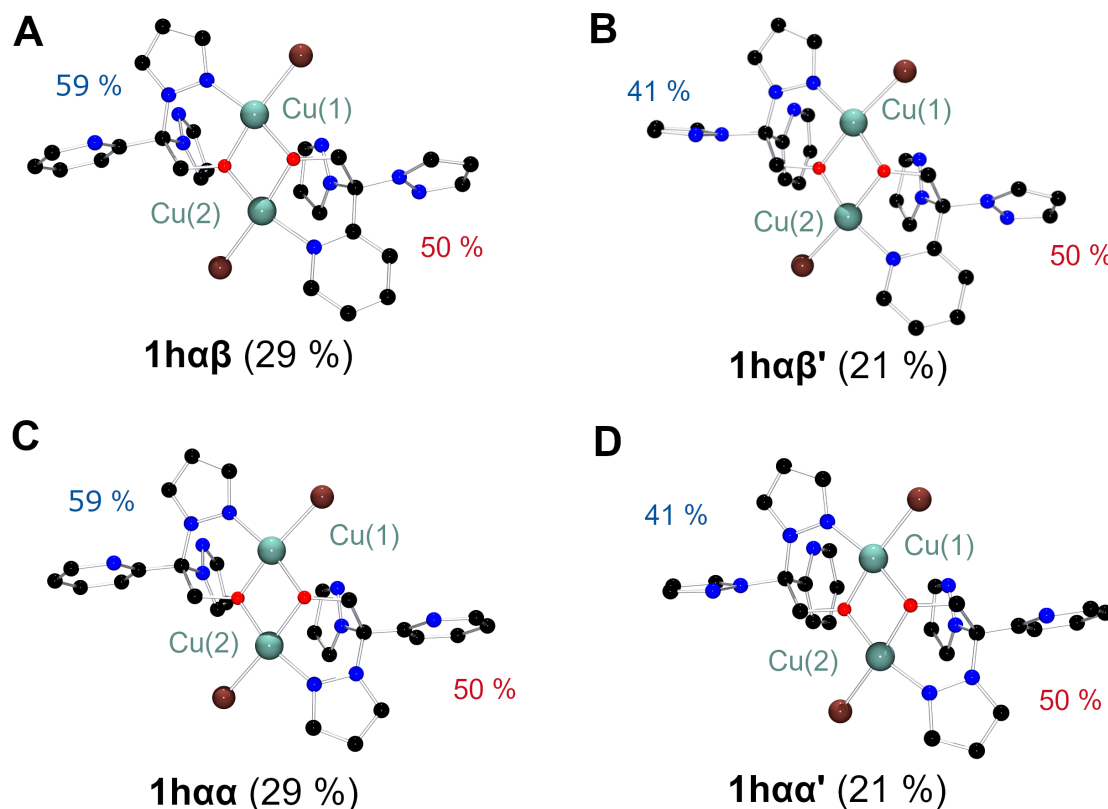 A
59 %
Cu(1)
Cu(2)
50 %
1hαβ (29 %)
B
41 %
Cu(1)
Cu(2)
50 %
1hαβ' (21 %)
C
59 %
Cu(1)
Cu(2)
50 %
1hαα (29 %)
D
41 %
Cu(1)
Cu(2)
50 %
1hαα' (21 %)